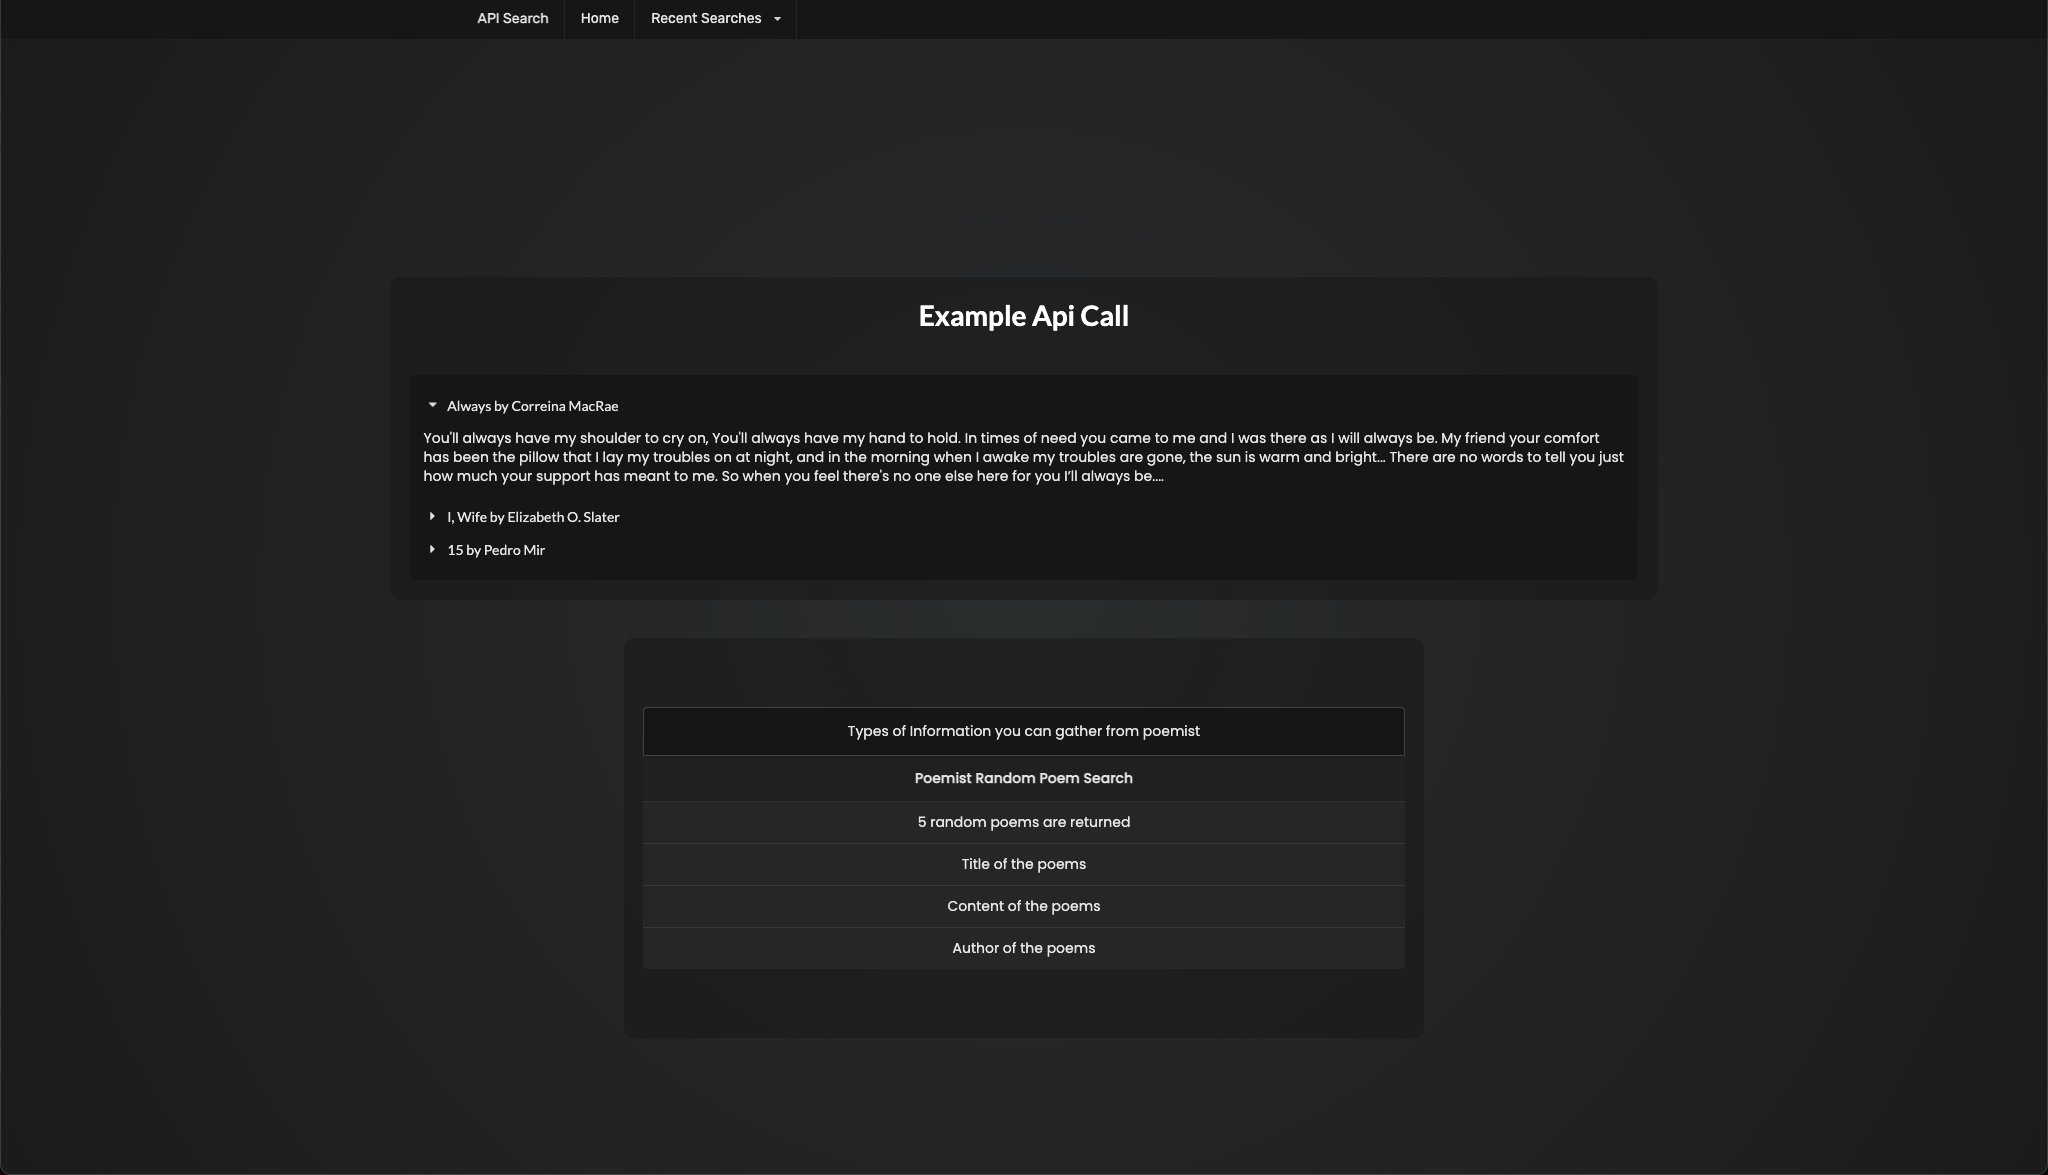 API Search
Home
Recent Searches
Example Api Call
Always by Correina MacRae
You'll always have my shoulder to cry on, You'll always have my hand to hold. In times of need you came to me and I was there as I will always be. My friend your comfort
has been the pillow that I lay my troubles on at night, and in the morning when I awake my troubles are gone, the sun is warm and bright... There are no words to tell you just
how much your support has meant to me. So when you feel there's no one else here for you I’ll always be....
I, Wife by Elizabeth O. Slater
15 by Pedro Mir
Types of Information you can gather from poemist
Poemist Random Poem Search
5 random poems are returned
Title of the poems
Content of the poems
Author of the poems